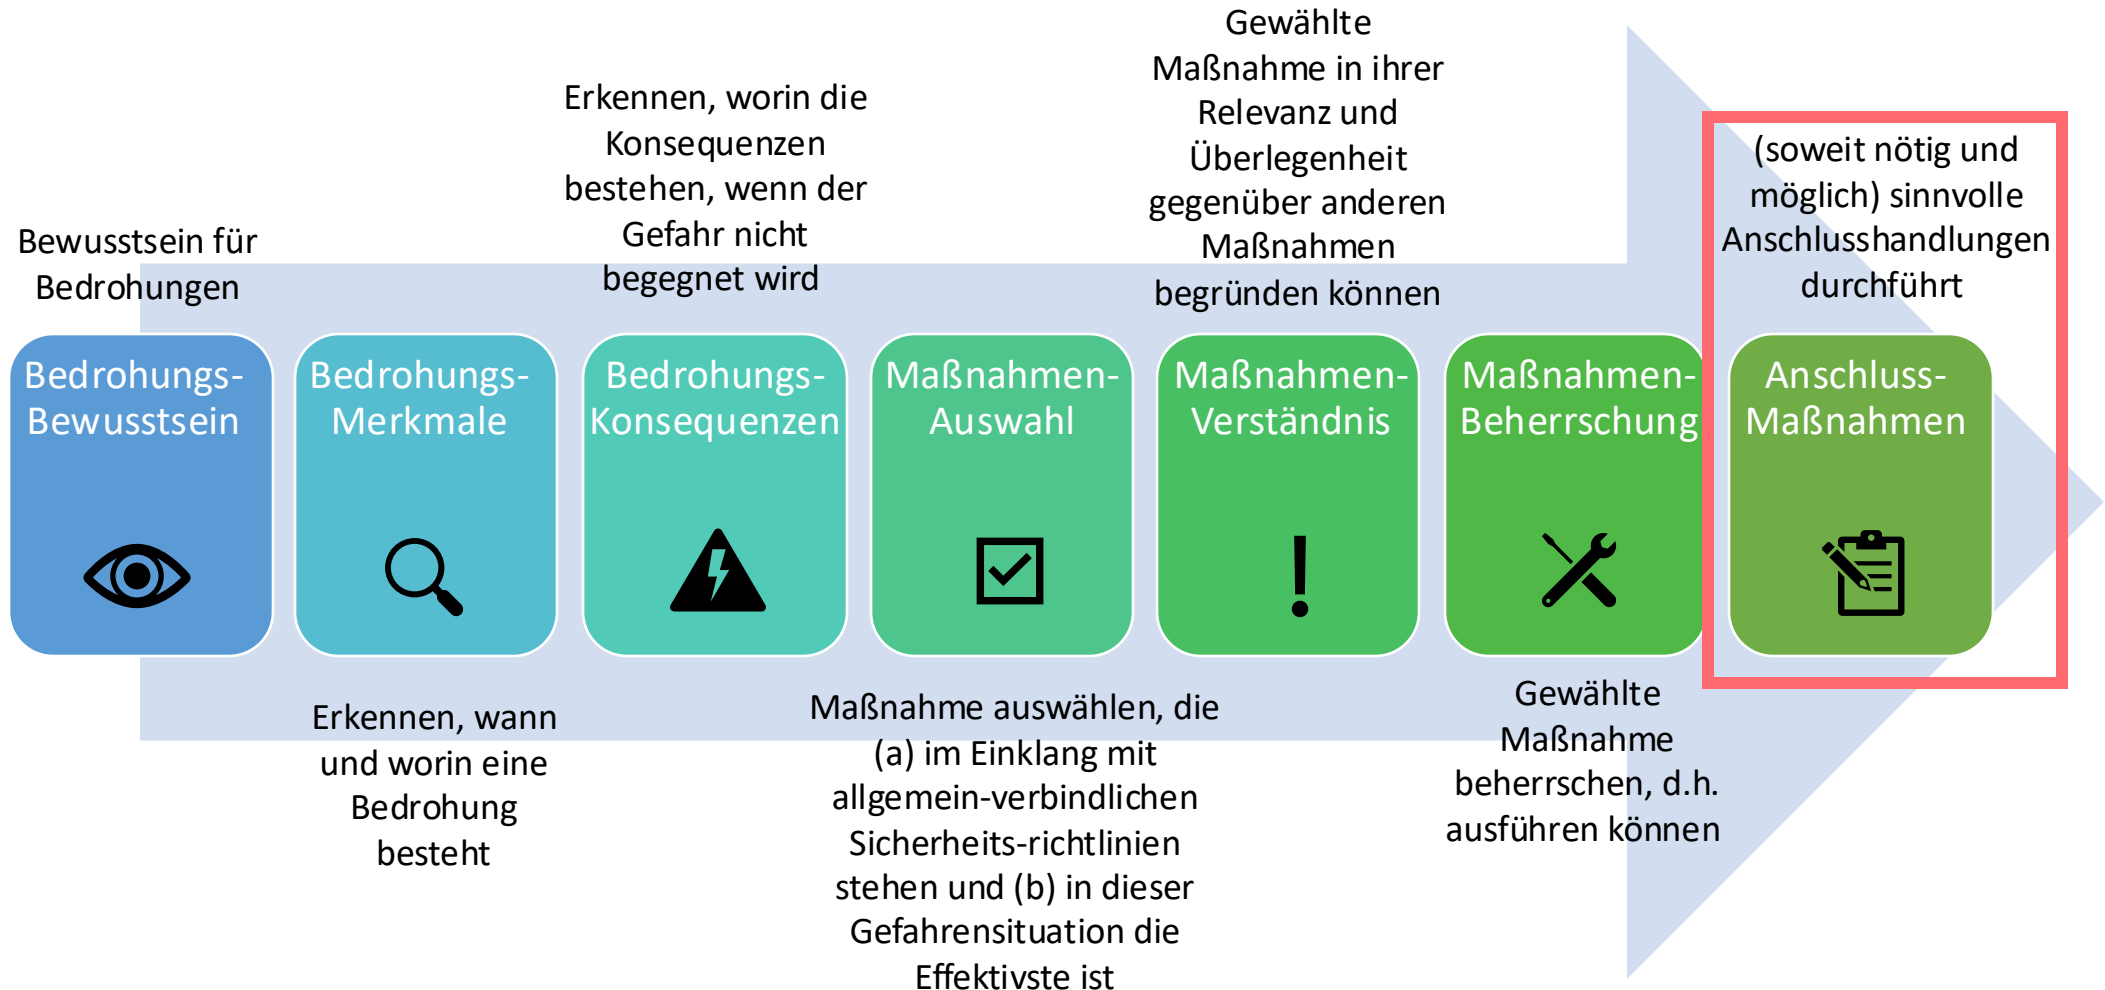 Bewusstsein für
Bedrohungen
Bedrohungs-
Bewusstsein
Bedrohungs-
Merkmale
Erkennen, wann
und worin eine
Bedrohung
besteht
Erkennen, worin die
Konsequenzen
bestehen, wenn der
Gefahr nicht
begegnet wird
Bedrohungs-
Konsequenzen
Maßnahmen-
Auswahl
Maßnahme auswählen, die
(a) im Einklang mit
allgemein-verbindlichen
Sicherheits-richtlinien
stehen und (b) in dieser
Gefahrensituation die
Effektivste ist
Gewählte
Maßnahme in ihrer
Relevanz und
Überlegenheit
gegenüber anderen
Maßnahmen
begründen können
Maßnahmen-
Verständnis
Maßnahmen-
Beherrschung
Gewählte
Maßnahme
beherrschen, d.h.
ausführen können
(soweit nötig und
möglich) sinnvolle
Anschlusshandlungen
durchführt
Anschluss-
Maßnahmen